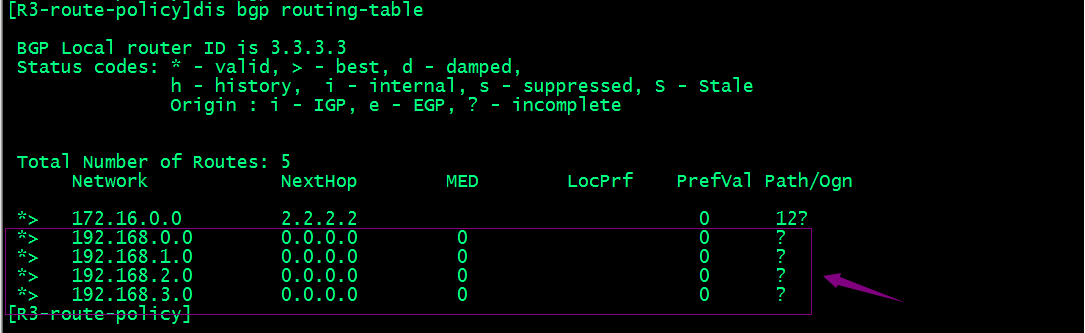 [R3-route-policy]dis bgp routing-table
BGP Local router ID is 3.3.3.3
Status codes: * - valid, > - best, d - damped,
h - history,  i - internal, s - suppressed, S - Stale
Origin : i - IGP, e - EGP, ? - incomplete
Total Number of Routes: 5
Network NextHop MED LocPrf PrefVal Path/Ogn
*> 172.16.0.0 2.2.2.2 0 12?
*> 192.168.0.0 0.0.0.0 0 0 ?
*> 192.168.1.0 0.0.0.0 0 0 ?
*> 192.168.2.0 0.0.0.0 0 0 ?
*> 192.168.3.0 0.0.0.0 0 0 ?
[R3-route-policy]